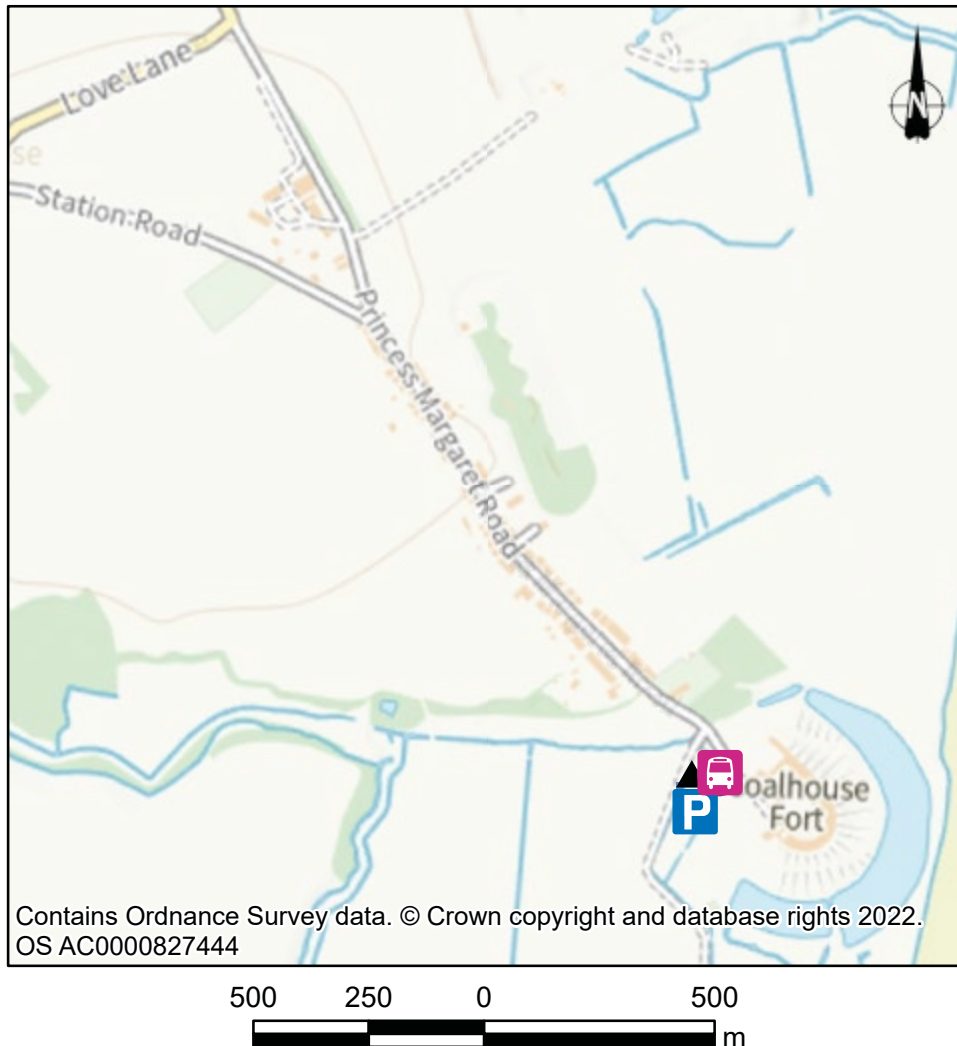 Love Lane
N
se
Station Road
Princess Margaret Road
oalhouse
Fort
P
Contains Ordnance Survey data. © Crown copyright and database rights 2022.
OS AC0000827444
500 250 0 500
m